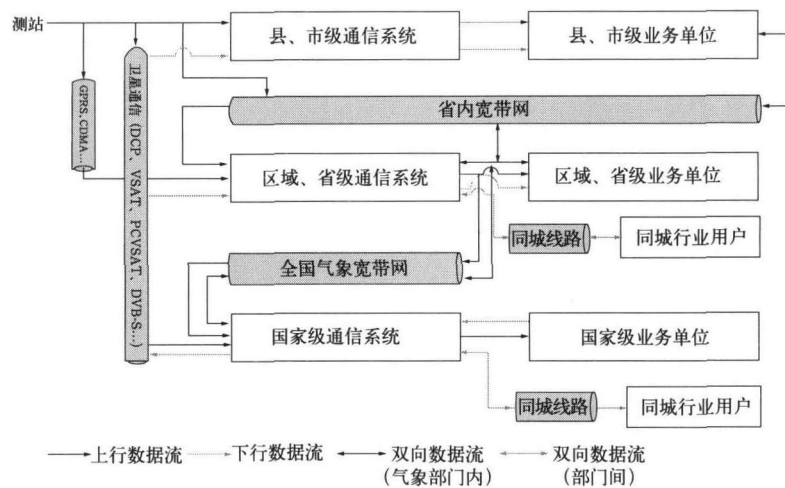 测站
县、市级通信系统
县、市级业务单位
GPRS、CDMA…
卫星通信(DCP、VSAT、PCVSAT、DVB-S…)
省内宽带网
区域、省级通信系统
区域、省级业务单位
同城线路
同城行业用户
全国气象宽带网
国家级通信系统
国家级业务单位
同城线路
同城行业用户
上行数据流
下行数据流
双向数据流
(气象部门内)
双向数据流
(部门间)